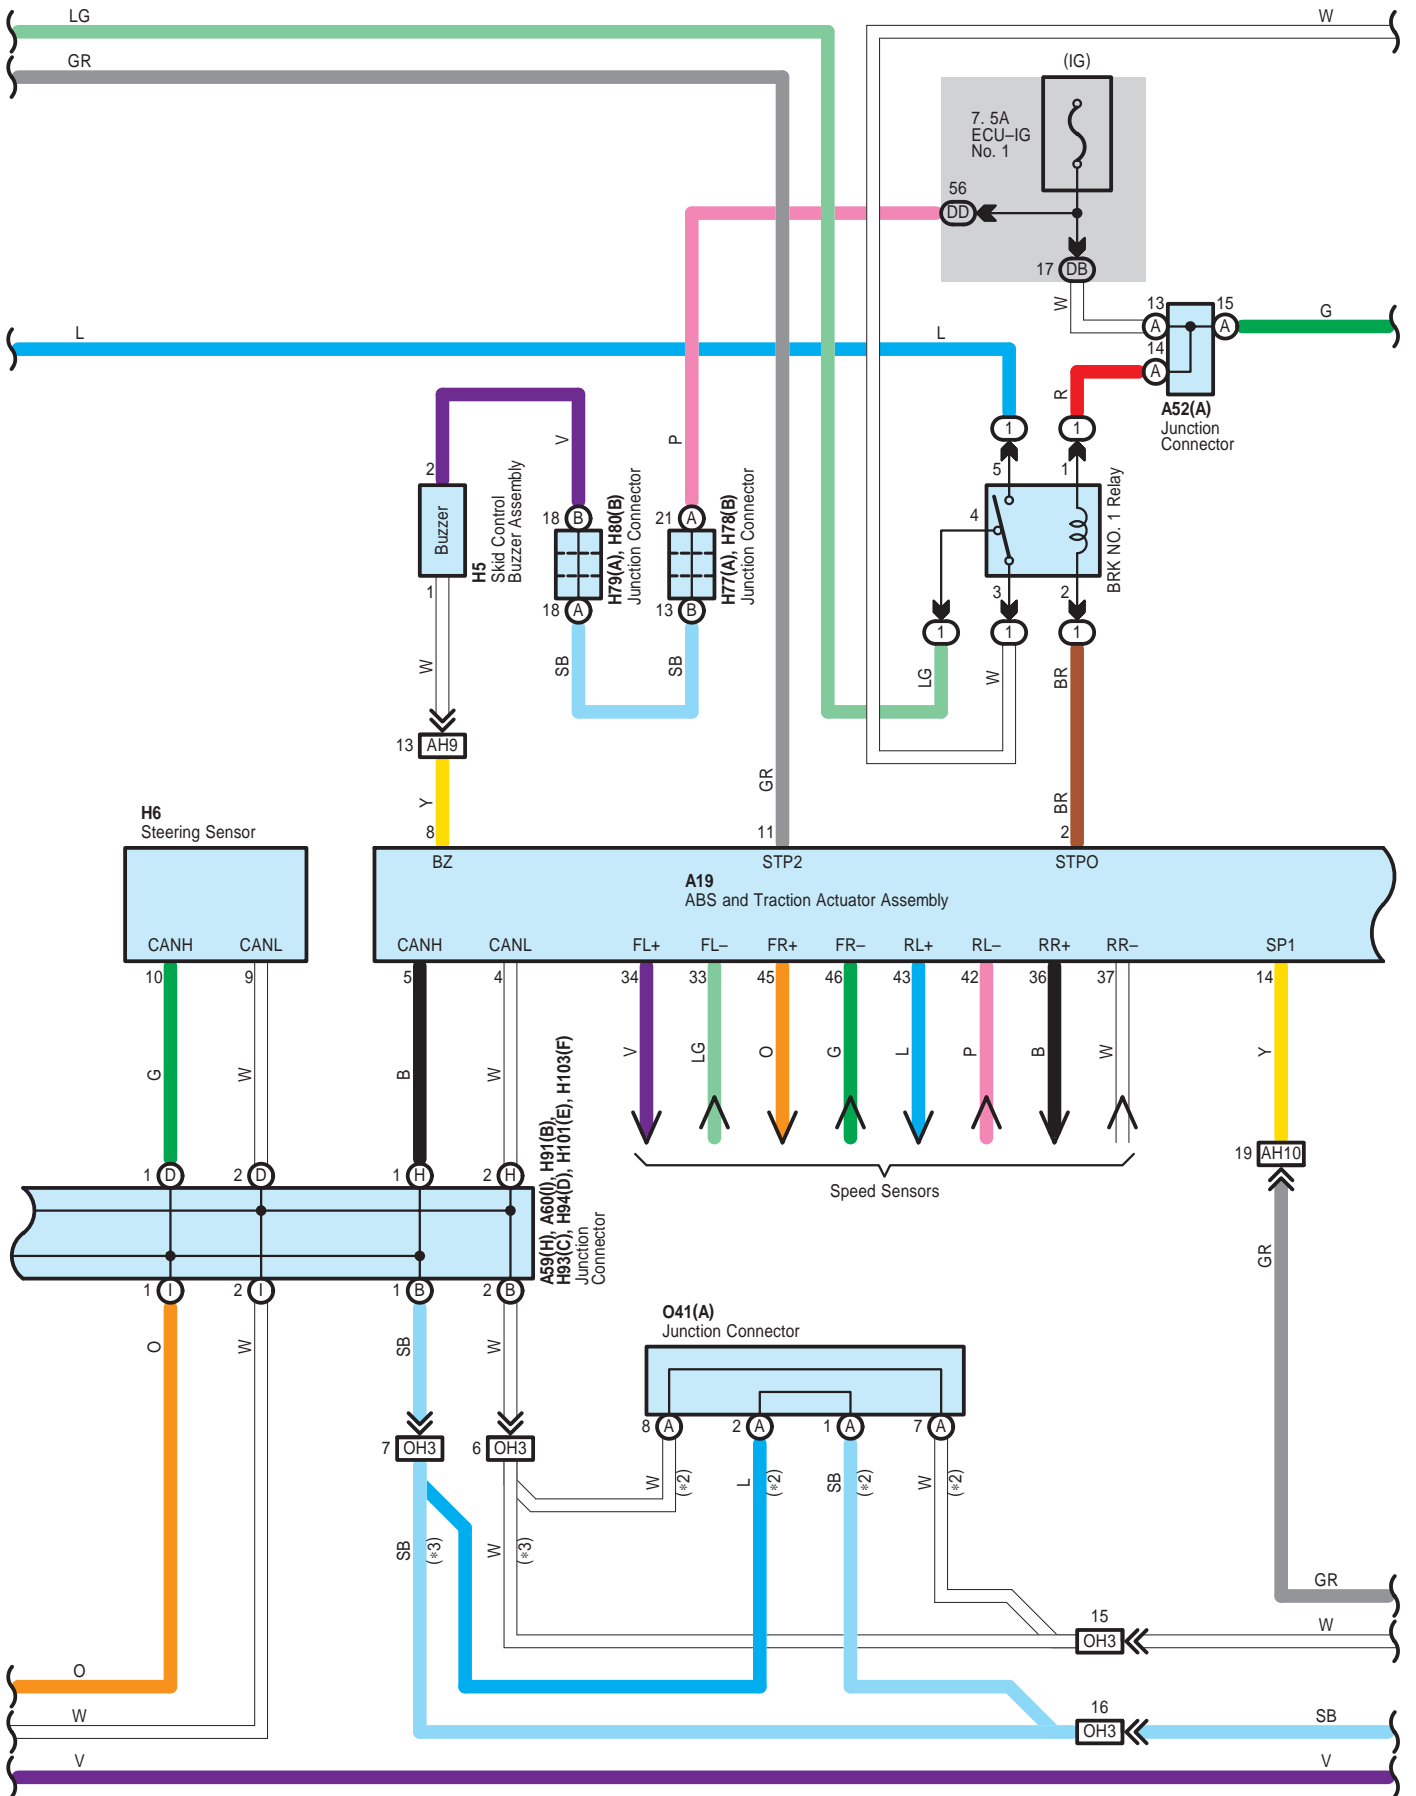 LG
W
GR
(IG)
7. 5A
ECU–IG
No. 1
56
DD
17 DB
W
13 15
A A
G
14
A
L
L
R
A52(A)
Junction
Connector
1 1
V
P
2
5 1
Buzzer
H5
Skid Control
Buzzer Assembly
18 B
H79(A), H80(B)
Junction Connector
21 A
H77(A), H78(B)
Junction Connector
4
BRK NO. 1 Relay
1
18 A
13 B
3 2
1 1 1
W
SB
SB
LG
W
BR
13 AH9
Y
GR
BR
H6
Steering Sensor
8
11
2
BZ
STP2
STPO
A19
ABS and Traction Actuator Assembly
CANH CANL
CANH CANL FL+ FL– FR+ FR– RL+ RL– RR+ RR– SP1
10 9 5 4 34 33 45 46 43 42 36 37 14
G W B W V LG O G L P B W Y
A59(H), A60(I), H91(B),
H93(C), H94(D), H101(E), H103(F)
Junction
Connector
19 AH10
1 D 2 D 1 H 2 H
Speed Sensors
GR
1 I 2 I 1 B 2 B
O41(A)
Junction Connector
O W SB W
8 A 2 A 1 A 7 A
7 OH3 6 OH3
W (*2) L (*2) SB (*2) W (*2)
SB (*3) W (*3)
GR
15
OH3
W
O
16
OH3
SB
W
V
V